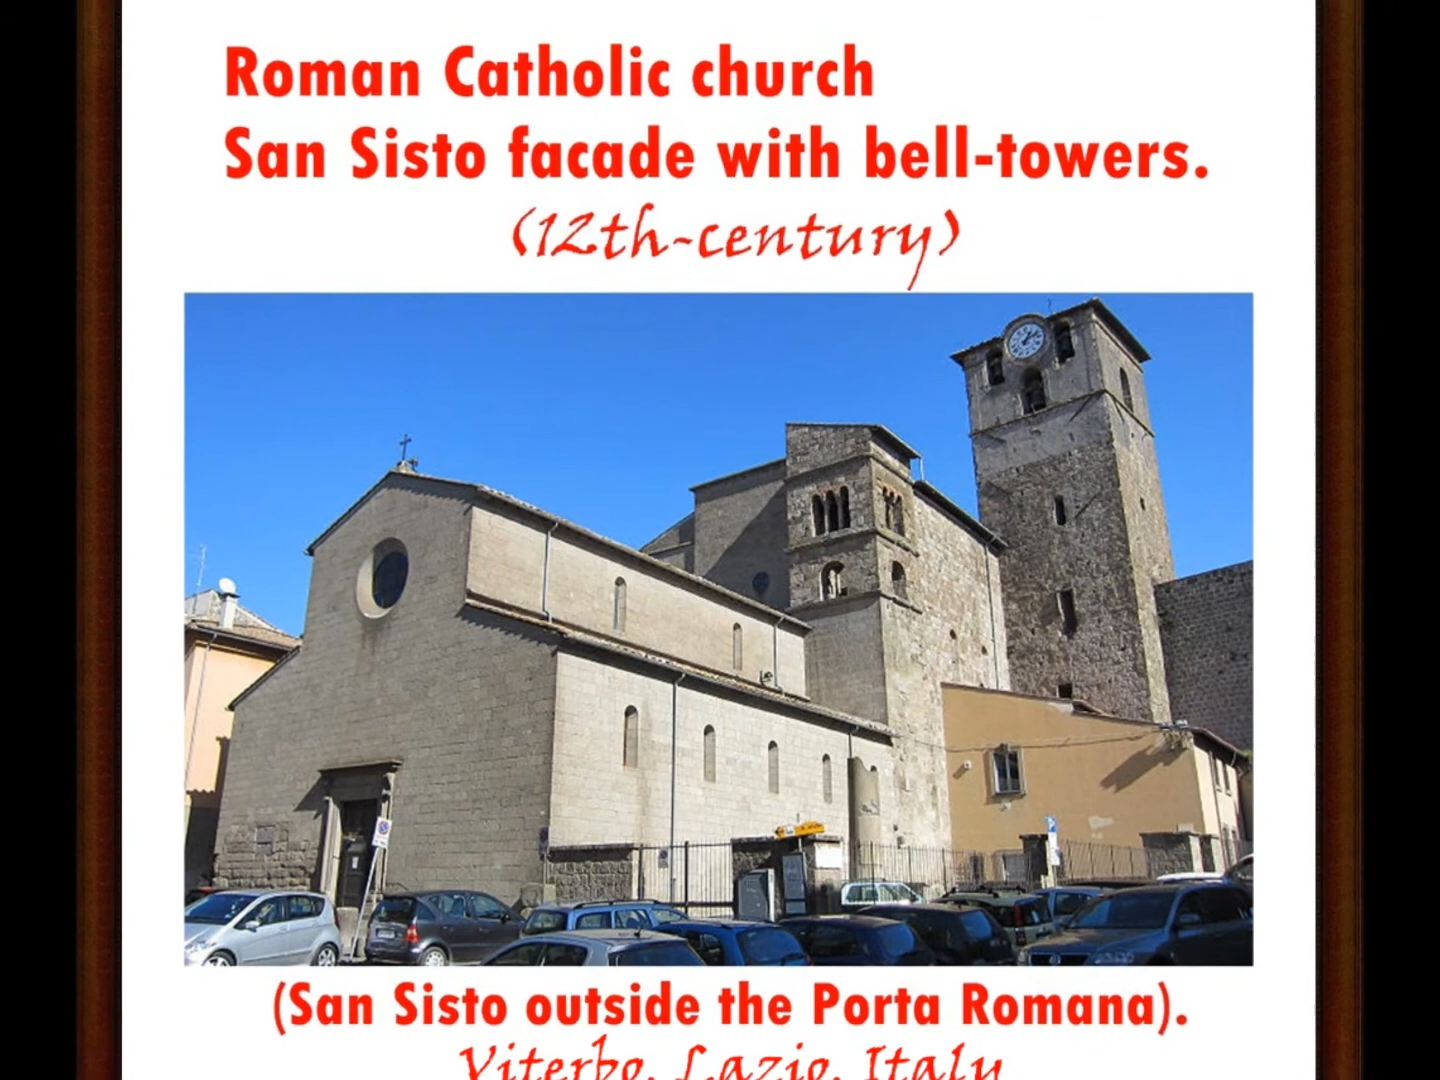 Roman Catholic church
San Sisto facade with bell-towers.
(12th-century)
(San Sisto outside the Porta Romana).
Viterbo, Lazio, Italy